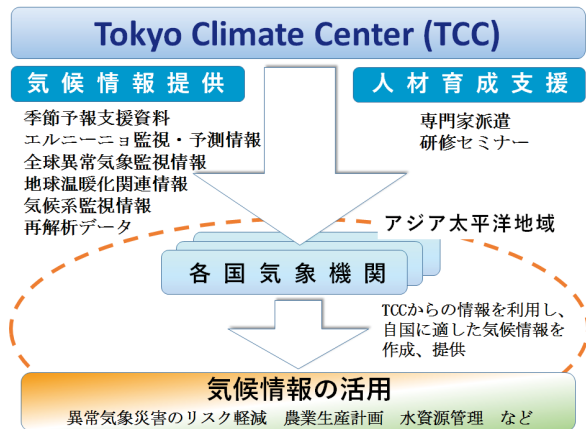 Tokyo Climate Center (TCC)
気候情報提供
人材育成支援
季節予報支援資料
エルニーニョ監視・予測情報
全球異常気象監視情報
地球温暖化関連情報
気候系監視情報
再解析データ
専門家派遣
研修セミナー
アジア太平洋地域
各国気象機関
TCCからの情報を利用し、
自国に適した気候情報を
作成、提供
気候情報の活用
異常気象災害のリスク軽減　農業生産計画　水資源管理　など